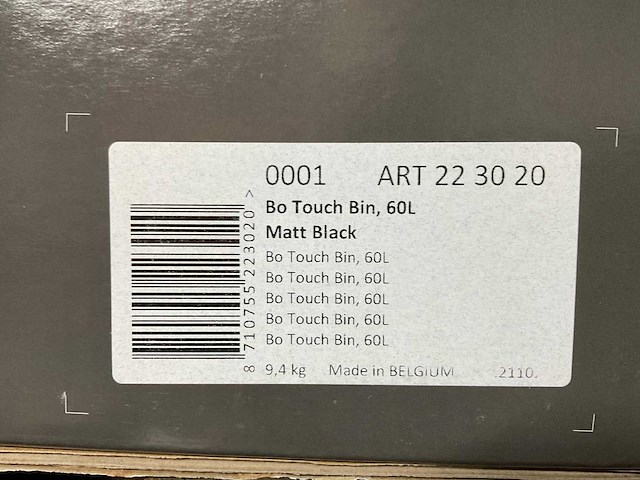 0001 ART 22 30 20
Bo Touch Bin, 60L
Matt Black
Bo Touch Bin, 60L
Bo Touch Bin, 60L
Bo Touch Bin, 60L
Bo Touch Bin, 60L
Bo Touch Bin, 60L
9,4 kg Made in BELGIUM .2110.
8 710755 223020 >